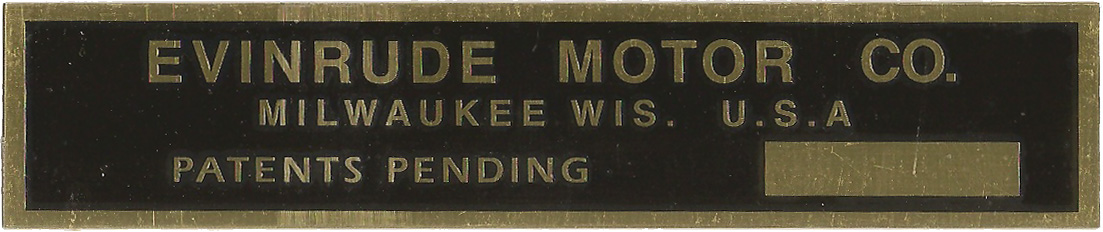 EVINRUDE MOTOR CO.
MILWAUKEE WIS. U.S.A
PATENTS PENDING